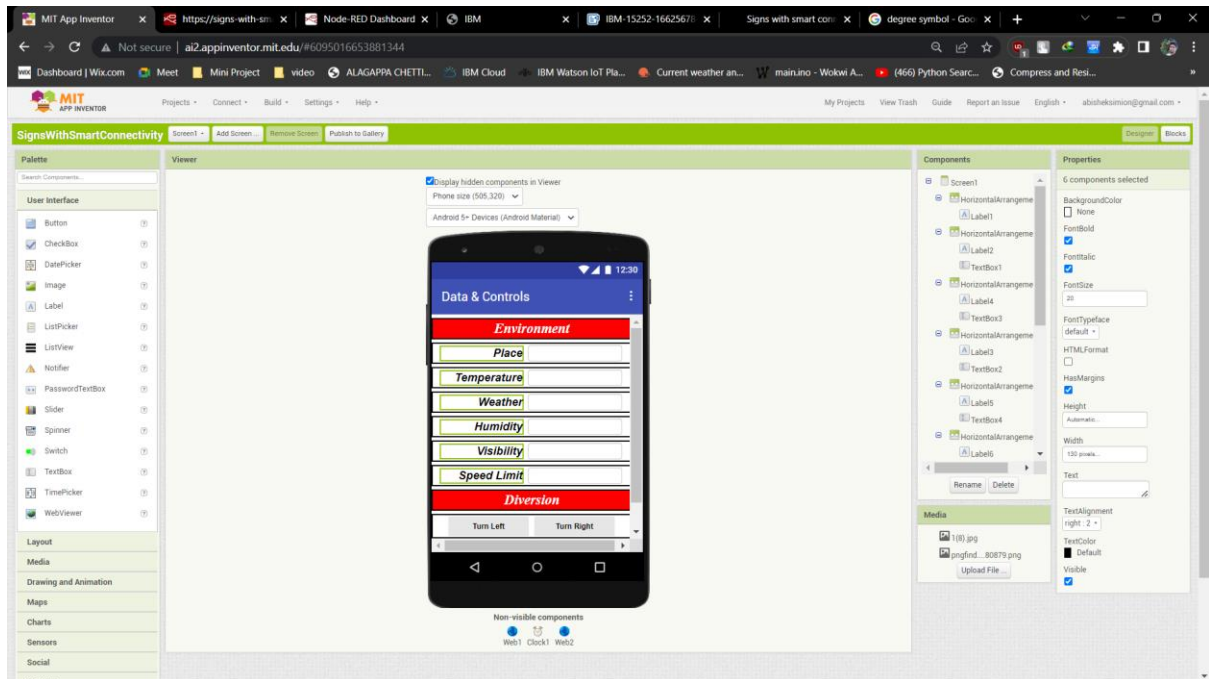 MIT App Inventor
https://signs-with-sm
Node-RED Dashboard
IBM
IBM-15252-16625678
Signs with smart con
degree symbol - Goo
Not secure | ai2.appinventor.mit.edu/#6095016653881344
Dashboard | Wix.com
Meet
Mini Project
video
ALAGAPPA CHETTI...
IBM Cloud
IBM Watson IoT Pla...
Current weather an...
main.ino - Wokwi A...
(466) Python Searc...
Compress and Resi...
MIT
APP INVENTOR
Projects
Connect
Build
Settings
Help
My Projects
View Trash
Guide
Report an Issue
English
abisheksimion@gmail.com
SignsWithSmartConnectivity
Screen1
Add Screen ...
Remove Screen
Publish to Gallery
Designer
Blocks
Palette
Search Components...
User Interface
Button
CheckBox
DatePicker
Image
Label
ListPicker
ListView
Notifier
PasswordTextBox
Slider
Spinner
Switch
TextBox
TimePicker
WebViewer
Layout
Media
Drawing and Animation
Maps
Charts
Sensors
Social
Viewer
Display hidden components in Viewer
Phone size (505,320)
Android 5+ Devices (Android Material)
12:30
Data & Controls
Environment
Place
Temperature
Weather
Humidity
Visibility
Speed Limit
Diversion
Turn Left
Turn Right
Non-visible components
Web1
Clock1
Web2
Components
Screen1
HorizontalArrangeme
Label1
HorizontalArrangeme
Label2
TextBox1
HorizontalArrangeme
Label4
TextBox3
HorizontalArrangeme
Label3
TextBox2
HorizontalArrangeme
Label5
TextBox4
HorizontalArrangeme
Label6
Rename
Delete
Media
1(8).jpg
pngfind...80879.png
Upload File ...
Properties
6 components selected
BackgroundColor
None
FontBold
FontItalic
FontSize
20
FontTypeface
default
HTMLFormat
HasMargins
Height
Automatic...
Width
130 pixels...
Text
TextAlignment
right : 2
TextColor
Default
Visible